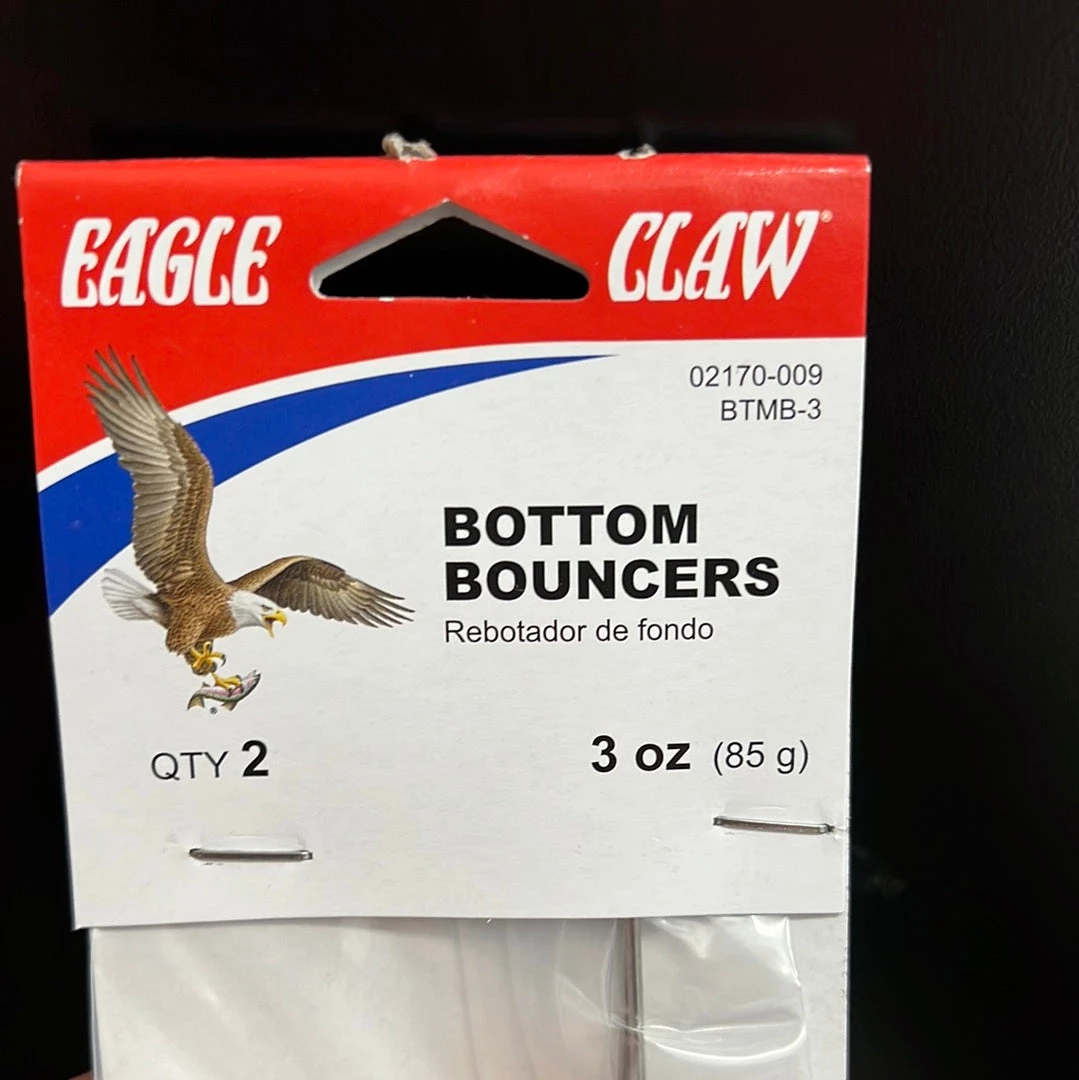 EAGLE CLAW®
02170-009
BTMB-3
BOTTOM
BOUNCERS
Rebotador de fondo
®
QTY 2
3 oz (85 g)